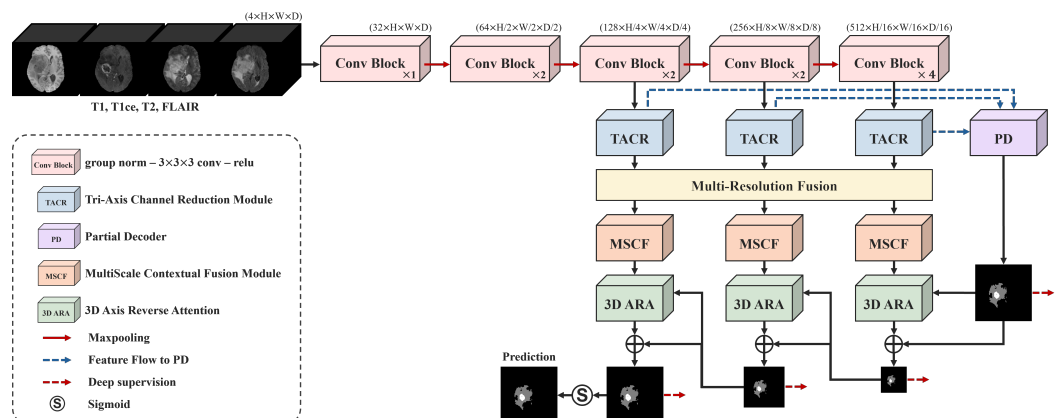 (4×H×W×D)
(32×H×W×D)
(64×H/2×W/2×D/2)
(128×H/4×W/4×D/4)
(256×H/8×W/8×D/8)
(512×H/16×W/16×D/16)
Conv Block ×1
Conv Block ×2
Conv Block ×2
Conv Block ×2
Conv Block × 4
T1, T1ce, T2, FLAIR
TACR
TACR
TACR
PD
Multi-Resolution Fusion
MSCF
MSCF
MSCF
3D ARA
3D ARA
3D ARA
Prediction
S
Conv Block group norm – 3×3×3 conv – relu
TACR Tri-Axis Channel Reduction Module
PD Partial Decoder
MSCF MultiScale Contextual Fusion Module
3D ARA 3D Axis Reverse Attention
Maxpooling
Feature Flow to PD
Deep supervision
S Sigmoid